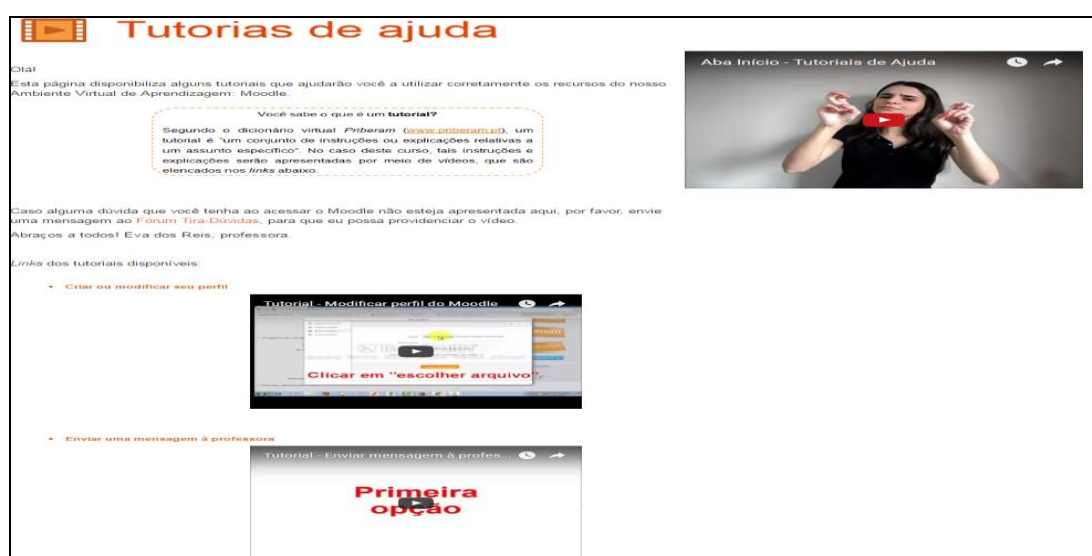 Tutorias de ajuda
Aba Início - Tutoriais de Ajuda
Olá!
Esta página disponibiliza alguns tutoriais que ajudarão você a utilizar corretamente os recursos do nosso
Ambiente Virtual de Aprendizagem: Moodle.
Você sabe o que é um tutorial?
Segundo o dicionário virtual Priberam (www.priberam.pt), um
tutorial é "um conjunto de instruções ou explicações relativas a
um assunto específico". No caso deste curso, tais instruções e
explicações serão apresentadas por meio de vídeos, que são
elencados nos links abaixo.
Caso alguma dúvida que você tenha ao acessar o Moodle não esteja apresentada aqui, por favor, envie
uma mensagem ao Fórum Tira-Dúvidas, para que eu possa providenciar o vídeo.
Abraços a todos! Eva dos Reis, professora.
Links dos tutoriais disponíveis:
Criar ou modificar seu perfil
Tutorial - Modificar perfil do Moodle
Clicar em "escolher arquivo"
Enviar uma mensagem à professora
Tutorial - Enviar mensagem à profes...
Primeira
opção